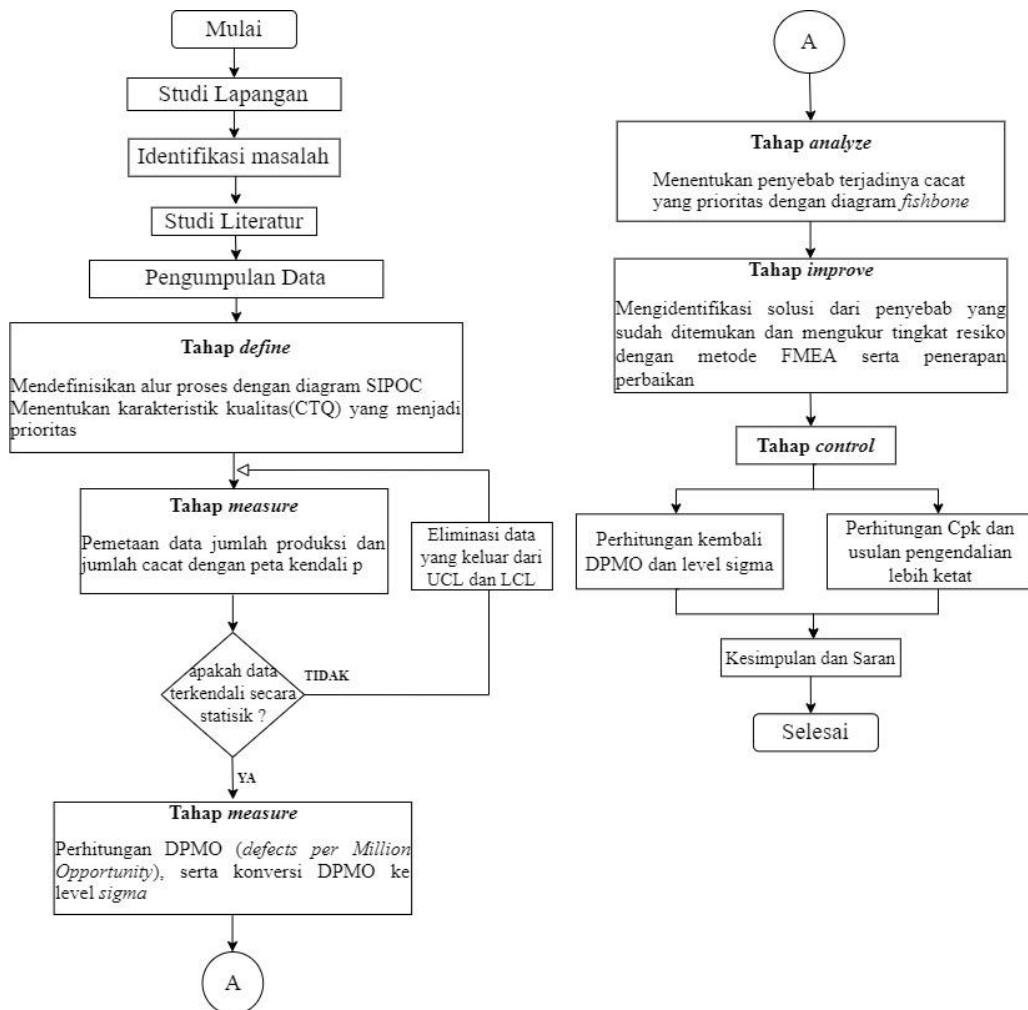 Mulai
Studi Lapangan
Identifikasi masalah
Studi Literatur
Pengumpulan Data
Tahap define
Mendefinisikan alur proses dengan diagram SIPOC
Menentukan karakteristik kualitas(CTQ) yang menjadi
prioritas
Tahap measure
Pemetaan data jumlah produksi dan
jumlah cacat dengan peta kendali p
Eliminasi data
yang keluar dari
UCL dan LCL
apakah data
terkendali secara
statisik ?
TIDAK
YA
Tahap measure
Perhitungan DPMO (defects per Million
Opportunity), serta konversi DPMO ke
level sigma
A
A
Tahap analyze
Menentukan penyebab terjadinya cacat
yang prioritas dengan diagram fishbone
Tahap improve
Mengidentifikasi solusi dari penyebab yang
sudah ditemukan dan mengukur tingkat resiko
dengan metode FMEA serta penerapan
perbaikan
Tahap control
Perhitungan kembali
DPMO dan level sigma
Perhitungan Cpk dan
usulan pengendalian
lebih ketat
Kesimpulan dan Saran
Selesai